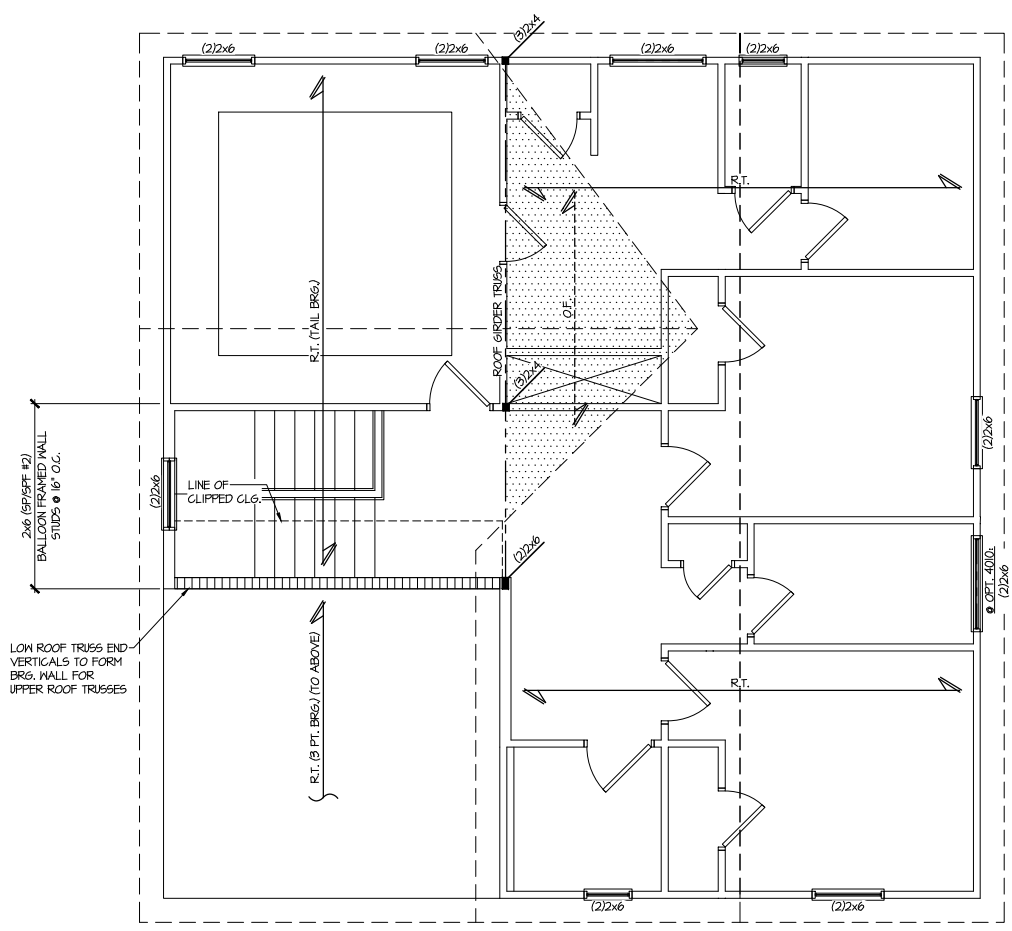 (3)2x4
(2)2x6
(2)2x6
(2)2x6
(2)2x6
R.T.
R.T. (TAIL BRG.)
ROOF GIRDER TRUSS
O.F.
(3)2x4
2x6 (SP/SPF #2)
BALLOON FRAMED WALL
STUDS @ 16" O.C.
(2)2x6
LINE OF
CLIPPED CLG.
(2)2x6
(2)2x6
@ OPT. 4010:
(2)2x6
LOW ROOF TRUSS END
VERTICALS TO FORM
BRG. WALL FOR
UPPER ROOF TRUSSES
R.T. (3 PT. BRG.) (TO ABOVE)
R.T.
(2)2x6
(2)2x6